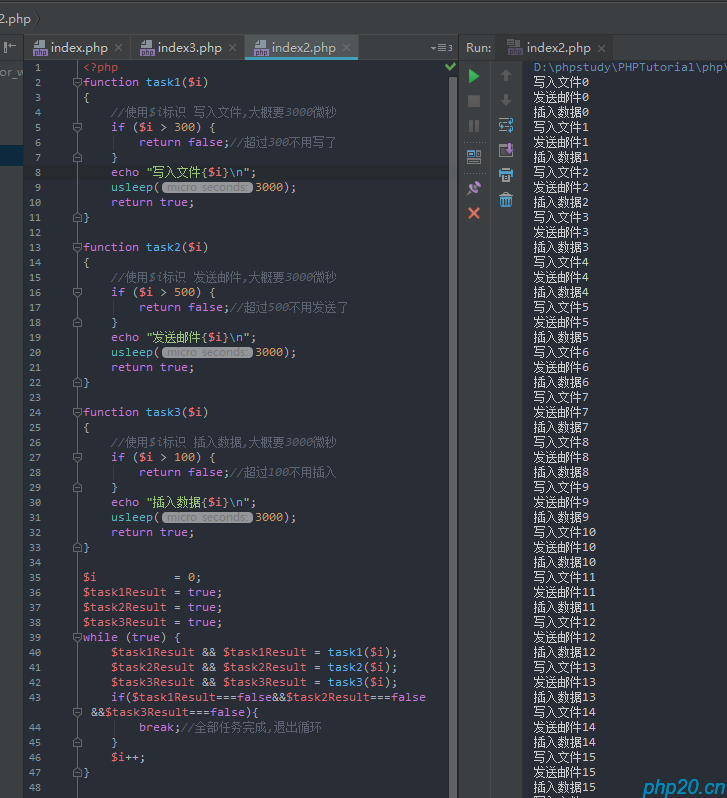 2.php
index.php
index3.php
index2.php
3
Run:
index2.php
or_w
1 <?php
2 function task1($i)
3 {
4 //使用$i标识 写入文件,大概要3000微秒
5 if ($i > 300) {
6 return false;//超过300不用写了
7 }
8 echo "写入文件{$i}\n";
9 usleep( micro_seconds: 3000);
10 return true;
11 }
12
13 function task2($i)
14 {
15 //使用$i标识 发送邮件,大概要3000微秒
16 if ($i > 500) {
17 return false;//超过500不用发送了
18 }
19 echo "发送邮件{$i}\n";
20 usleep( micro_seconds: 3000);
21 return true;
22 }
23
24 function task3($i)
25 {
26 //使用$i标识 插入数据,大概要3000微秒
27 if ($i > 100) {
28 return false;//超过100不用插入
29 }
30 echo "插入数据{$i}\n";
31 usleep( micro_seconds: 3000);
32 return true;
33 }
34
35 $i = 0;
36 $task1Result = true;
37 $task2Result = true;
38 $task3Result = true;
39 while (true) {
40 $task1Result && $task1Result = task1($i);
41 $task2Result && $task2Result = task2($i);
42 $task3Result && $task3Result = task3($i);
43 if($task1Result===false&&$task2Result===false
&&$task3Result===false){
44 break;//全部任务完成,退出循环
45 }
46 $i++;
47 }
48
D:\phpstudy\PHPTutorial\php\
写入文件0
发送邮件0
插入数据0
写入文件1
发送邮件1
插入数据1
写入文件2
发送邮件2
插入数据2
写入文件3
发送邮件3
插入数据3
写入文件4
发送邮件4
插入数据4
写入文件5
发送邮件5
插入数据5
写入文件6
发送邮件6
插入数据6
写入文件7
发送邮件7
插入数据7
写入文件8
发送邮件8
插入数据8
写入文件9
发送邮件9
插入数据9
写入文件10
发送邮件10
插入数据10
写入文件11
发送邮件11
插入数据11
写入文件12
发送邮件12
插入数据12
写入文件13
发送邮件13
插入数据13
写入文件14
发送邮件14
插入数据14
写入文件15
发送邮件15
插入数据15
php20.cn